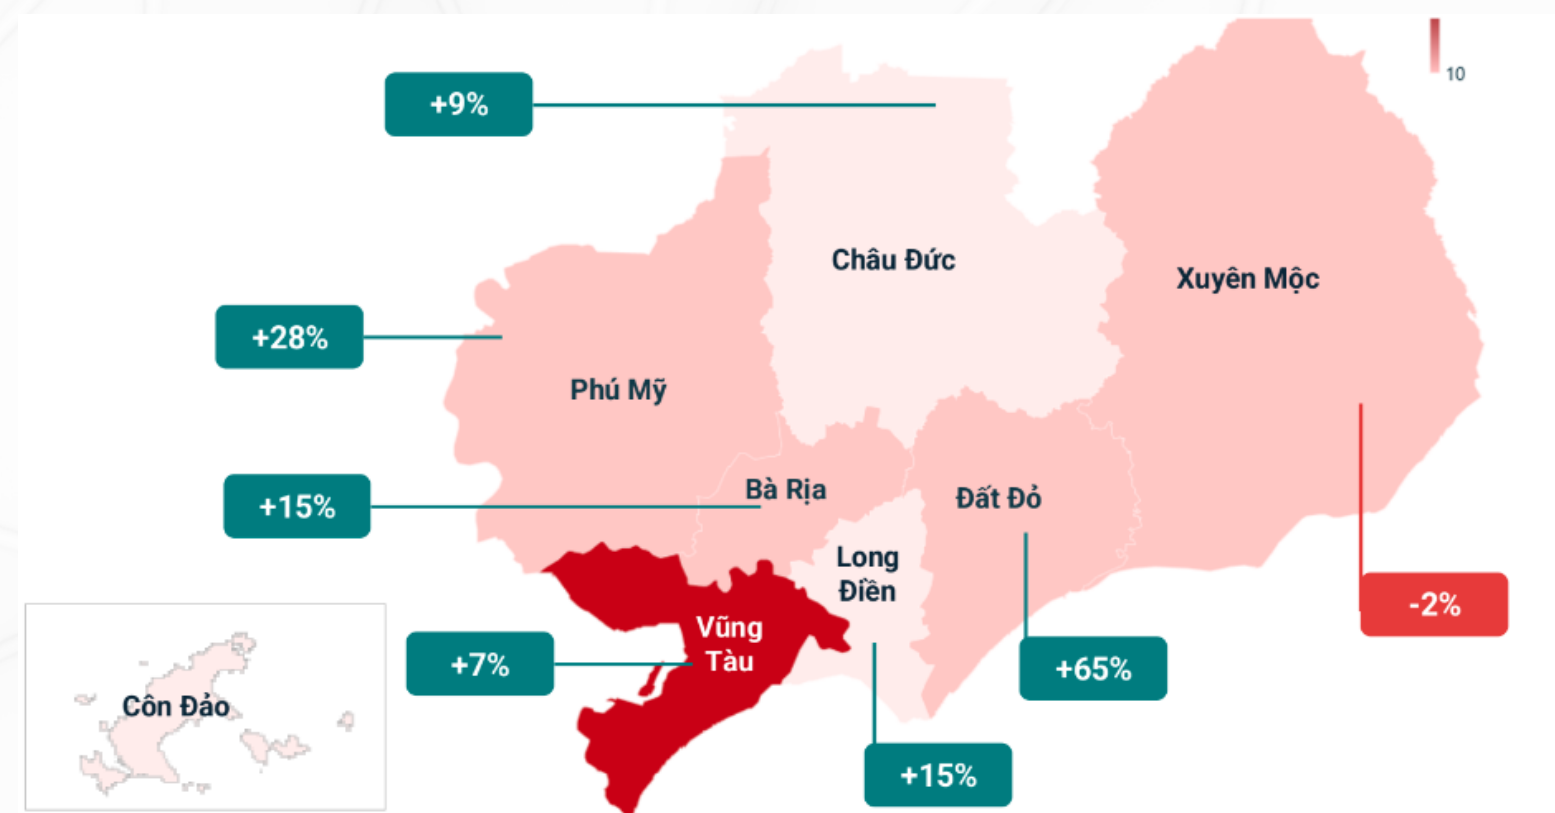 10
+9%
Châu Đức
Xuyên Mộc
+28%
Phú Mỹ
+15%
Bà Rịa
Đất Đỏ
Long
Điền
-2%
Vũng
Tàu
+7%
+65%
Côn Đảo
+15%